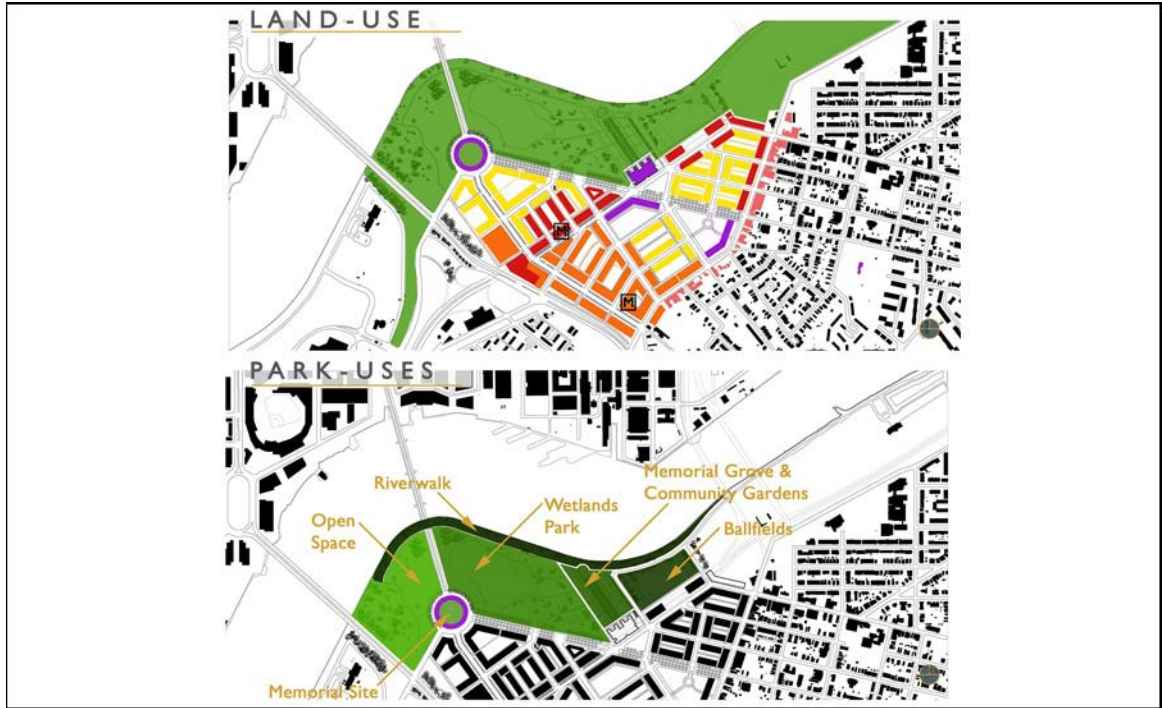 LAND-USE
M
M
PARK-USES
Riverwalk
Memorial Grove &
Community Gardens
Wetlands
Park
Open
Space
Ballfields
Memorial Site